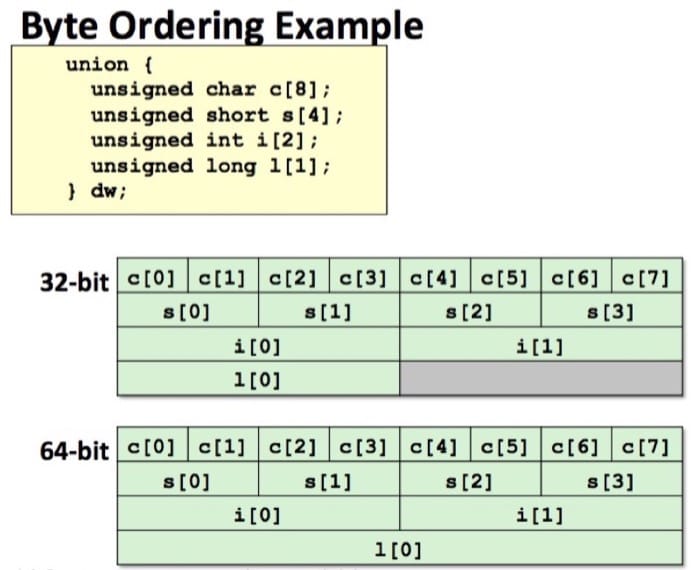 Byte Ordering Example
union {
unsigned char c[8];
unsigned short s[4];
unsigned int i[2];
unsigned long l[1];
} dw;
32-bit c[0] c[1] c[2] c[3] c[4] c[5] c[6] c[7]
s[0] s[1] s[2] s[3]
i[0] i[1]
l[0]
64-bit c[0] c[1] c[2] c[3] c[4] c[5] c[6] c[7]
s[0] s[1] s[2] s[3]
i[0] i[1]
l[0]